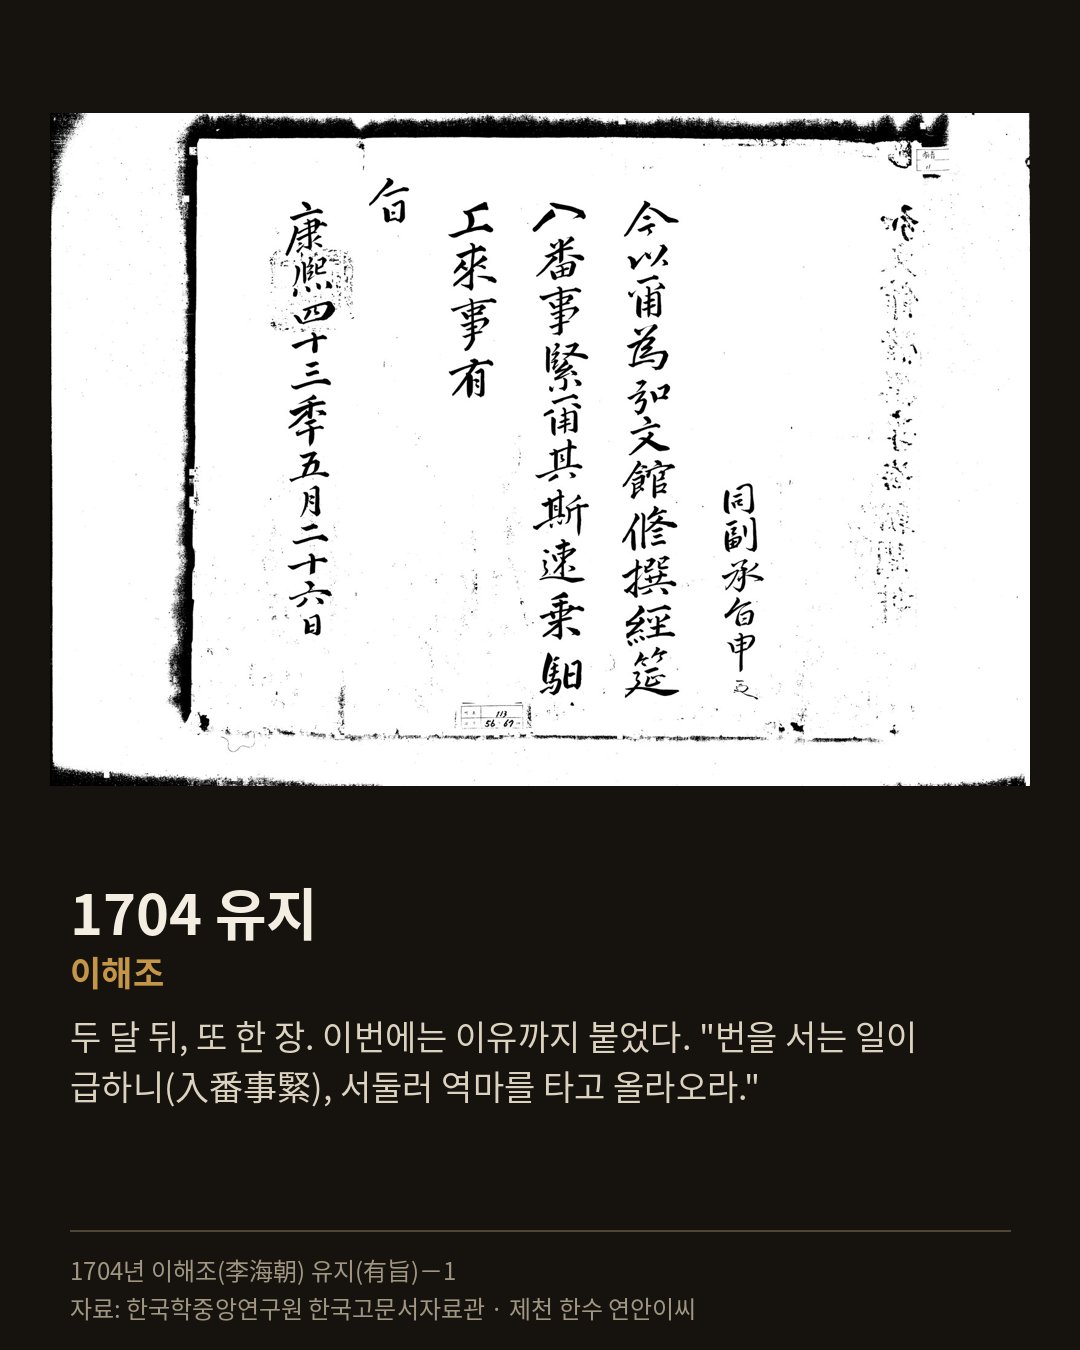 同副承旨申
今以爾為弘文館修撰經筵
入番事緊爾其斯速乗馹
上來事有
旨
康熙四十三秊五月二十六日
113
56 67
1704 유지
이해조
두 달 뒤, 또 한 장. 이번에는 이유까지 붙었다. "번을 서는 일이
급하니(入番事緊), 서둘러 역마를 타고 올라오라."
1704년 이해조(李海朝) 유지(有旨)－1
자료: 한국학중앙연구원 한국고문서자료관 · 제천 한수 연안이씨